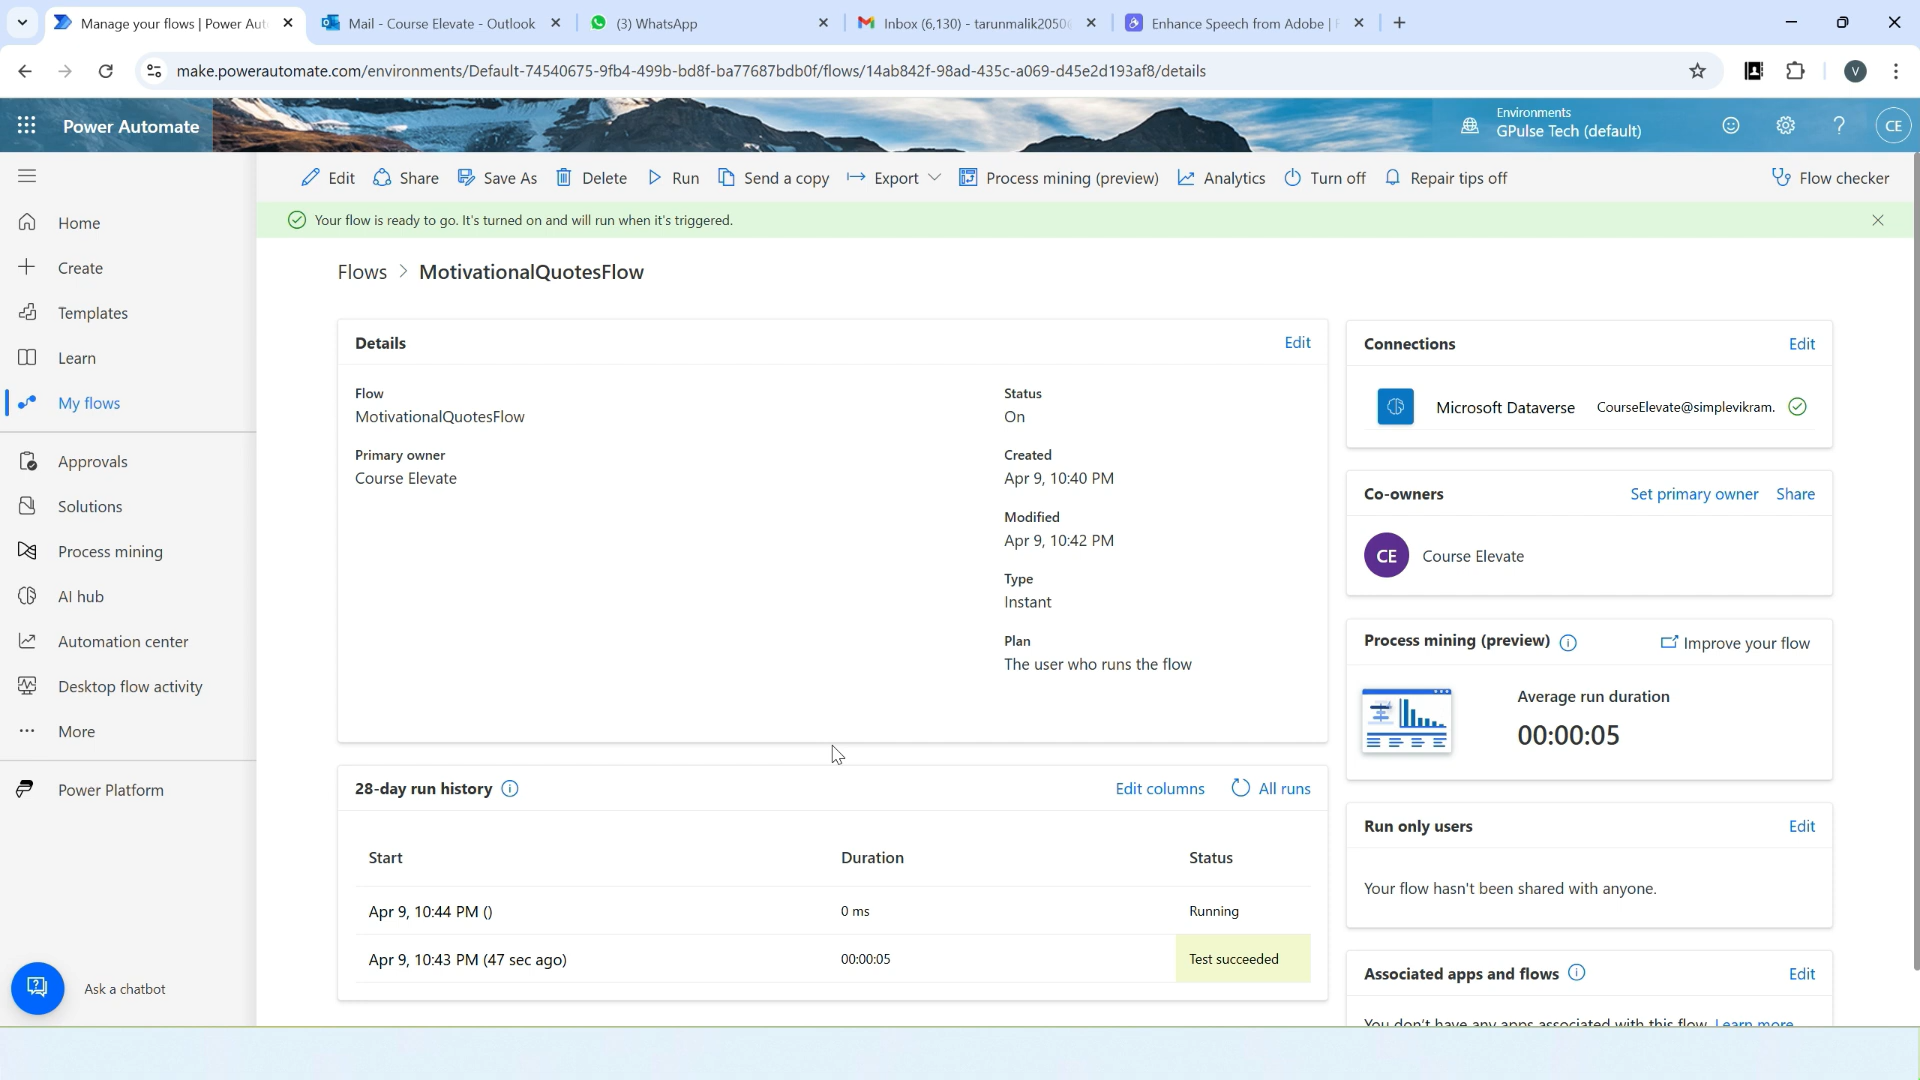 Manage your flows | Power Aut
Mail - Course Elevate - Outlook
(3) WhatsApp
Inbox (6,130) - tarunmalik2050
Enhance Speech from Adobe |
make.powerautomate.com/environments/Default-74540675-9fb4-499b-bd8f-ba77687bdb0f/flows/14ab842f-98ad-435c-a069-d45e2d193af8/details
V
Power Automate
Environments
GPulse Tech (default)
CE
Edit
Share
Save As
Delete
Run
Send a copy
Export
Process mining (preview)
Analytics
Turn off
Repair tips off
Flow checker
Your flow is ready to go. It's turned on and will run when it's triggered.
Home
Create
Templates
Learn
My flows
Approvals
Solutions
Process mining
AI hub
Automation center
Desktop flow activity
More
Power Platform
Ask a chatbot
Flows > MotivationalQuotesFlow
Details
Edit
Flow
MotivationalQuotesFlow
Primary owner
Course Elevate
Status
On
Created
Apr 9, 10:40 PM
Modified
Apr 9, 10:42 PM
Type
Instant
Plan
The user who runs the flow
28-day run history
Edit columns
All runs
Start
Duration
Status
Apr 9, 10:44 PM ()
0 ms
Running
Apr 9, 10:43 PM (47 sec ago)
00:00:05
Test succeeded
Connections
Edit
Microsoft Dataverse
CourseElevate@simplevikram.
Co-owners
Set primary owner
Share
CE
Course Elevate
Process mining (preview)
Improve your flow
Average run duration
00:00:05
Run only users
Edit
Your flow hasn't been shared with anyone.
Associated apps and flows
Edit
You don't have any apps associated with this flow. Learn more